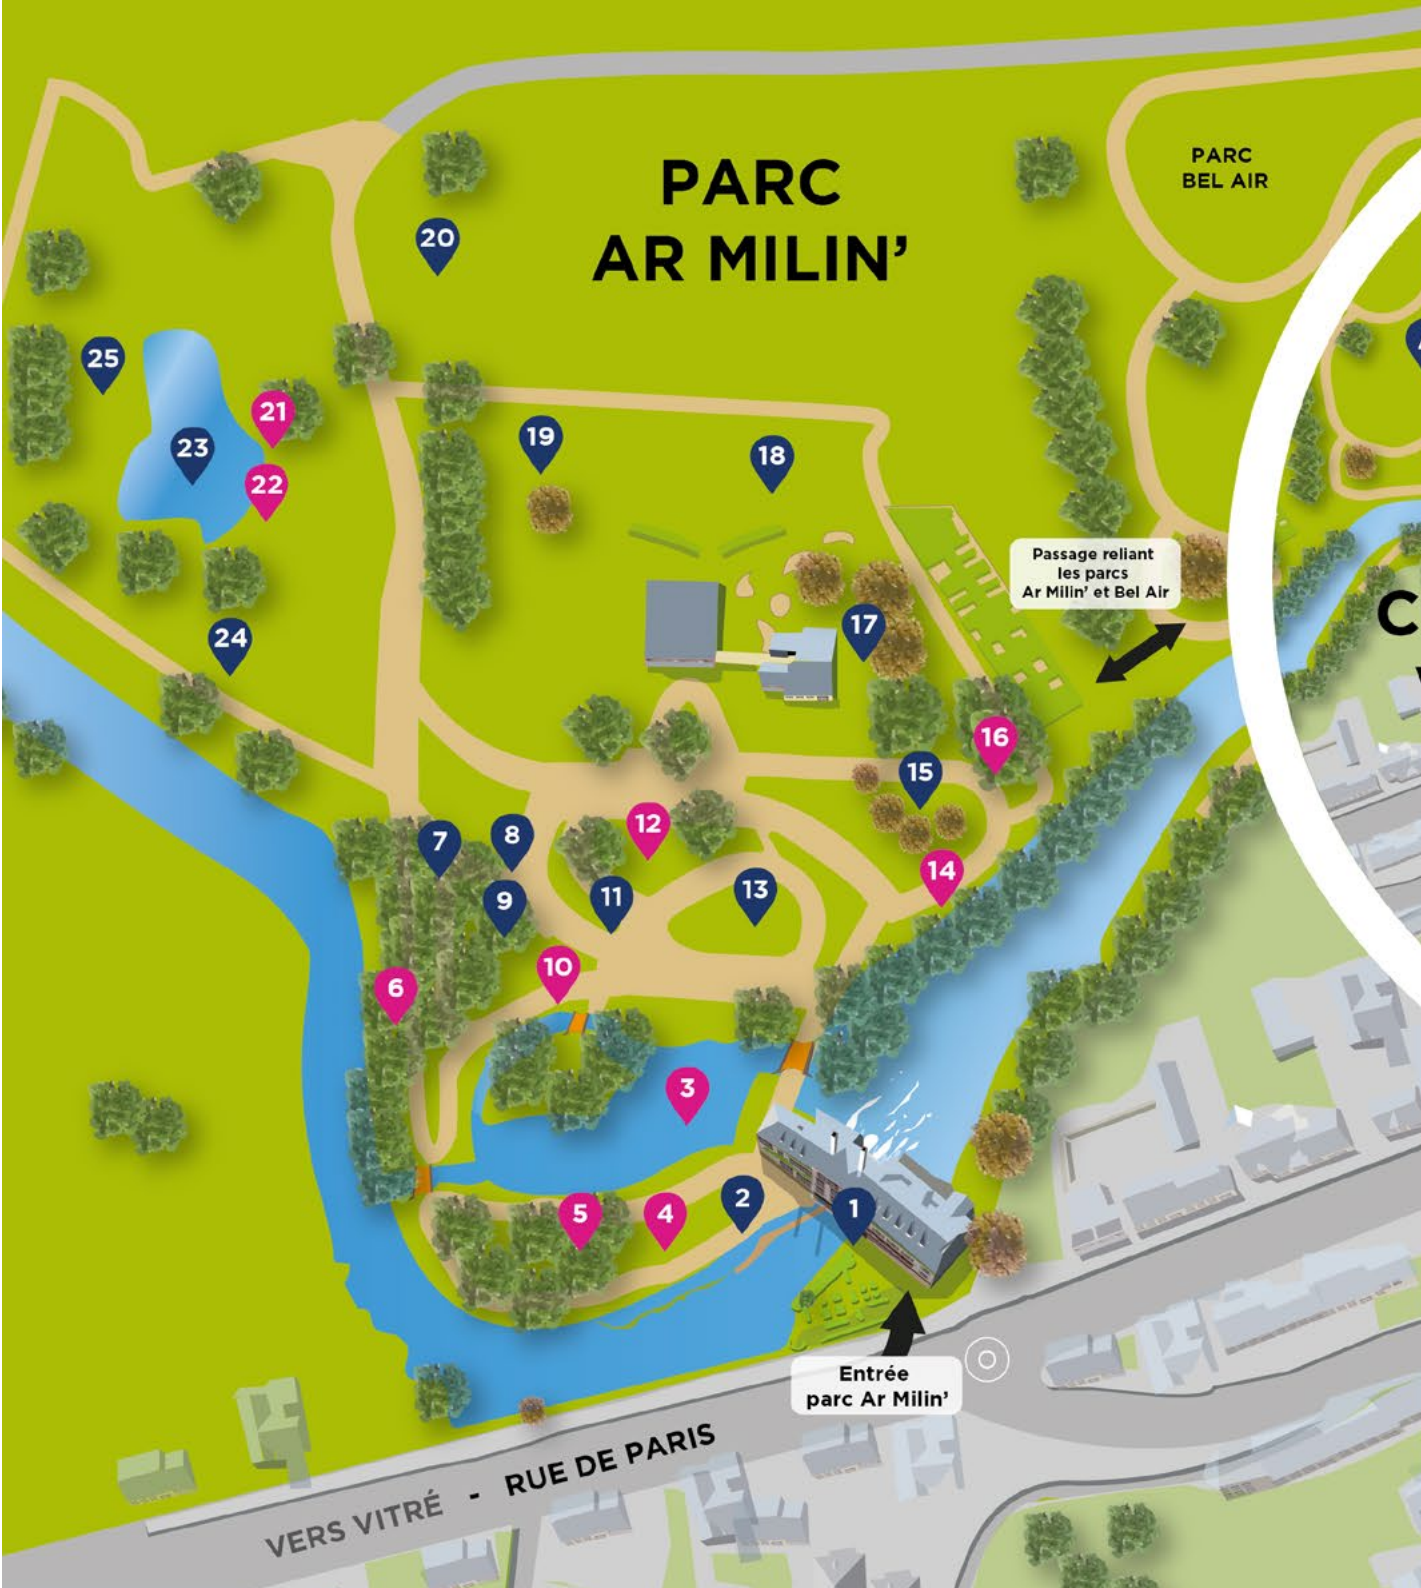 PARC
BEL AIR
PARC
AR MILIN’
20
25
21
23
22
19
18
Passage reliant
les parcs
Ar Milin’ et Bel Air
C
17
24
16
15
12
7
8
14
13
11
9
10
6
3
2
1
5
4
Entrée
parc Ar Milin’
VERS VITRÉ - RUE DE PARIS